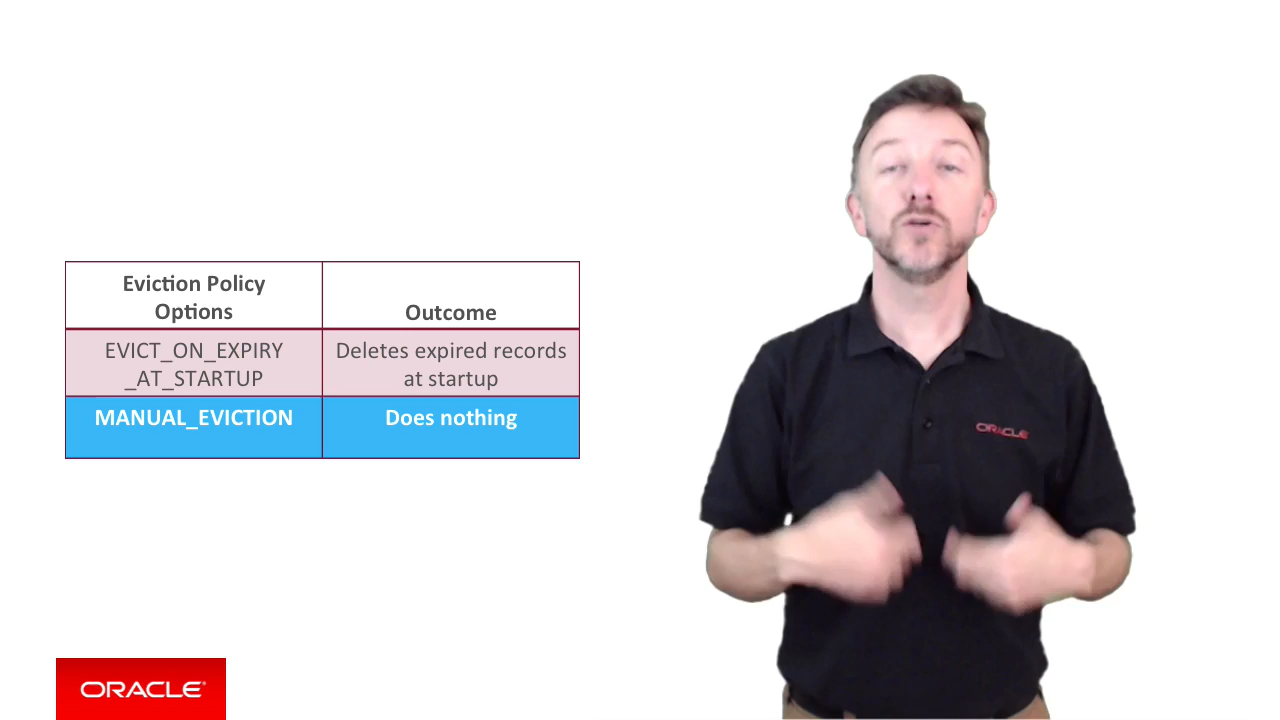 Eviction Policy
Options
Outcome
EVICT_ON_EXPIRY
_AT_STARTUP
Deletes expired records
at startup
MANUAL_EVICTION
Does nothing
ORACLE
ORACLE®